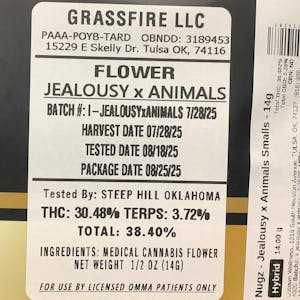 GRASSFIRE LLC
PAAA-POYB-TARD OBNDD: 3189453
15229 E Skelly Dr. Tulsa OK, 74116
FLOWER
JEALOUSY x ANIMALS
BATCH #: I-JEALOUSYxANIMALS 7/28/25
HARVEST DATE 07/28/25
TESTED DATE 08/18/25
PACKAGE DATE 08/25/25
Tested By: STEEP HILL OKLAHOMA
THC: 30.48% TERPS: 3.72%
TOTAL: 38.40%
INGREDIENTS: MEDICAL CANNABIS FLOWER
NET WEIGHT 1/2 OZ (14G)
FOR USE BY LICENSED OMMA PATIENTS ONLY
Nugz - Jealousy x Animals Smalls - 14g
Hybrid 14.00 g